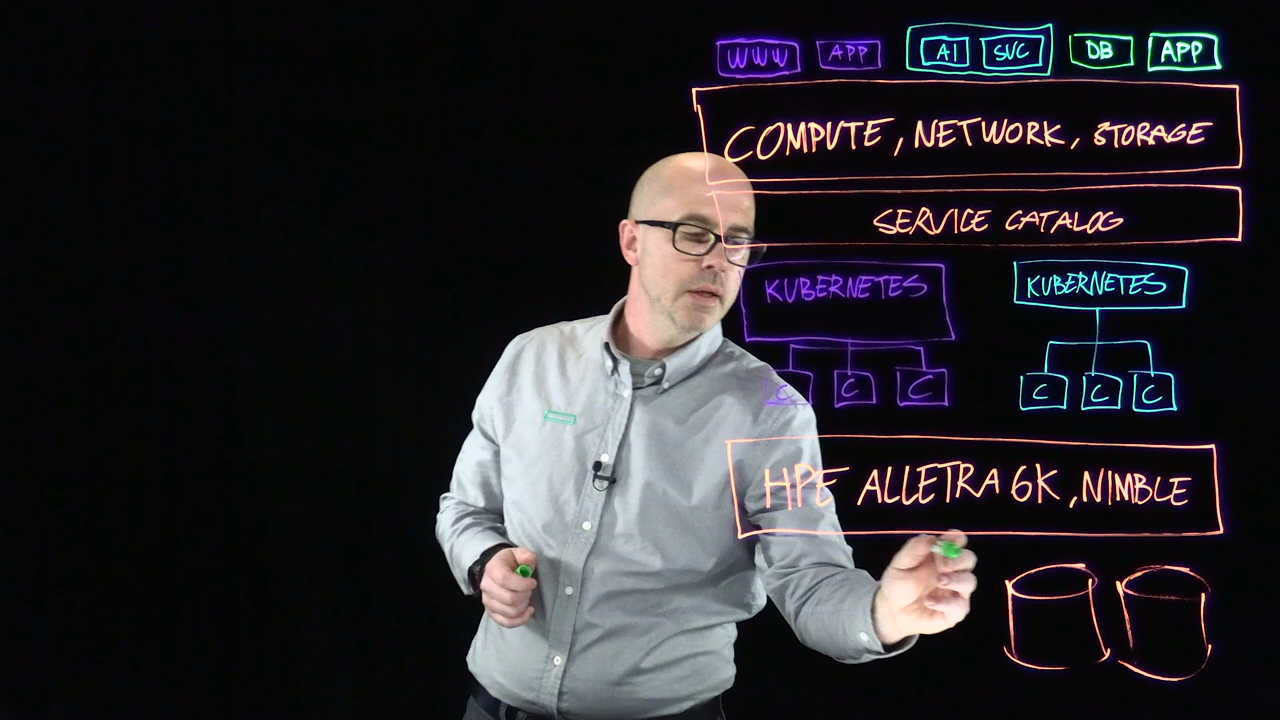 WWW APP AI SVC DB APP
COMPUTE, NETWORK, STORAGE
SERVICE CATALOG
KUBERNETES KUBERNETES
C C C C C C
HPE ALLETRA 6K, NIMBLE